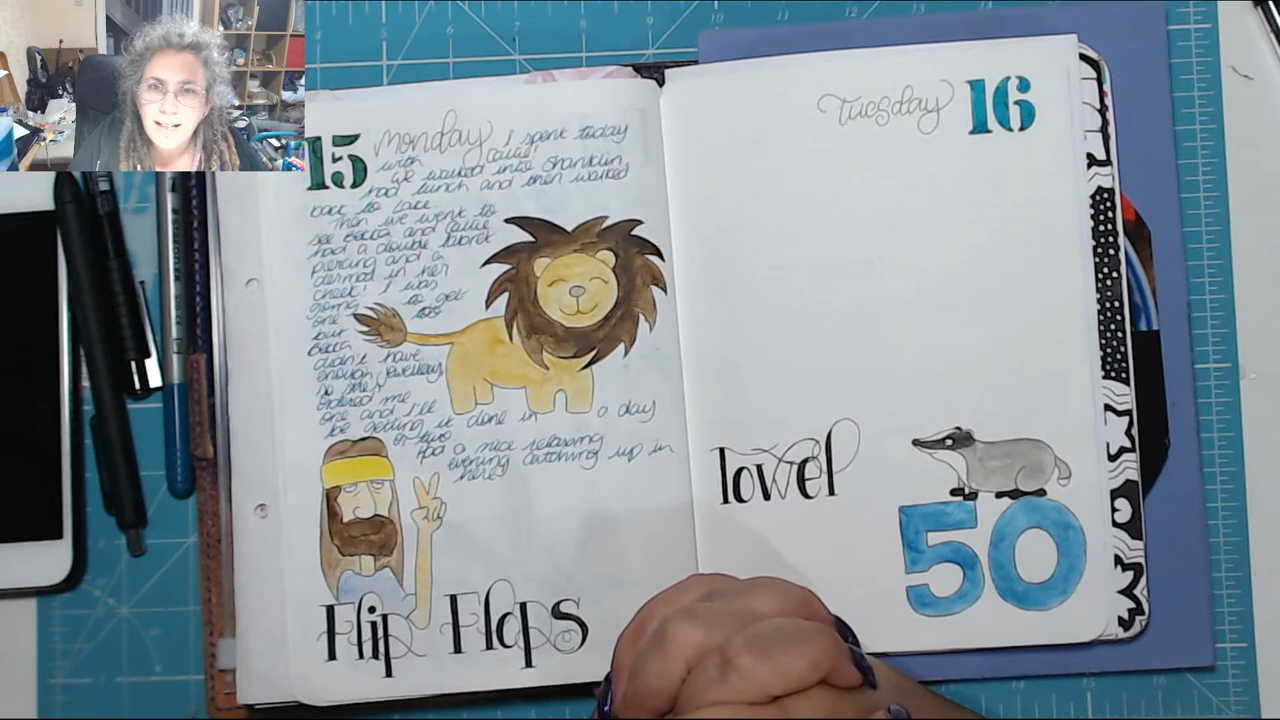 15 Monday I spent today
with Callie.
We walked into Shanklin,
had lunch and then walked
back to Lake.
Then we went to
see Becca and Callie
had a double labret
piercing and a
dermal in her
cheek! I was
going to get
one too
but
Becca
didn't have
enough jewellery
so she's
ordered me
one and I'll
be getting it done in a day
or two
Had a nice relaxing
evening catching up in
here
Flip Flops
Tuesday 16
Towel
50